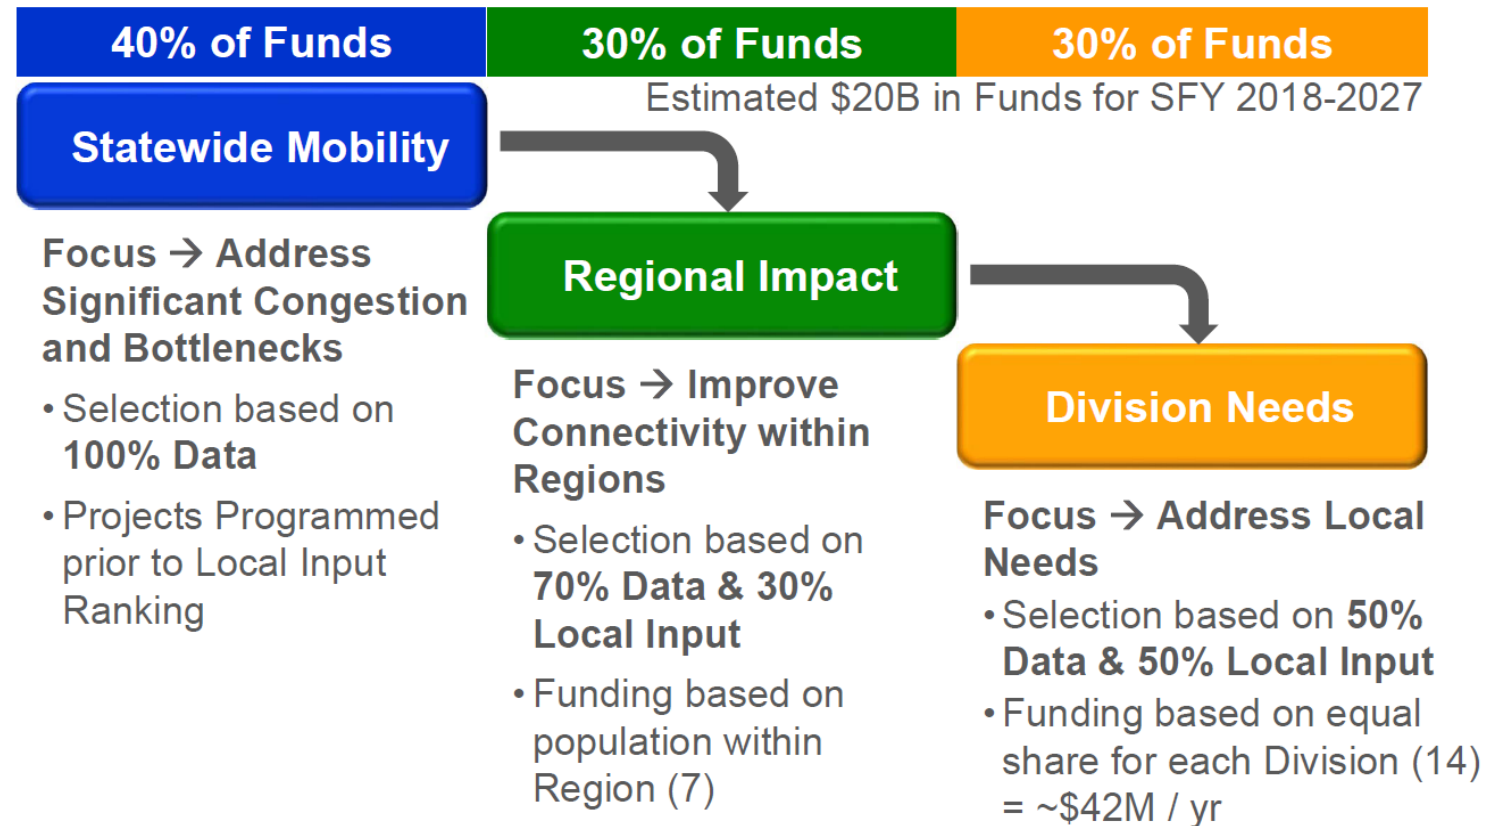 40% of Funds
30% of Funds
30% of Funds
Estimated $20B in Funds for SFY 2018-2027
Statewide Mobility
Focus → Address
Significant Congestion
and Bottlenecks
• Selection based on
100% Data
• Projects Programmed
prior to Local Input
Ranking
Regional Impact
Focus → Improve
Connectivity within
Regions
• Selection based on
70% Data & 30%
Local Input
• Funding based on
population within
Region (7)
Division Needs
Focus → Address Local
Needs
• Selection based on 50%
Data & 50% Local Input
• Funding based on equal
share for each Division (14)
= ~$42M / yr